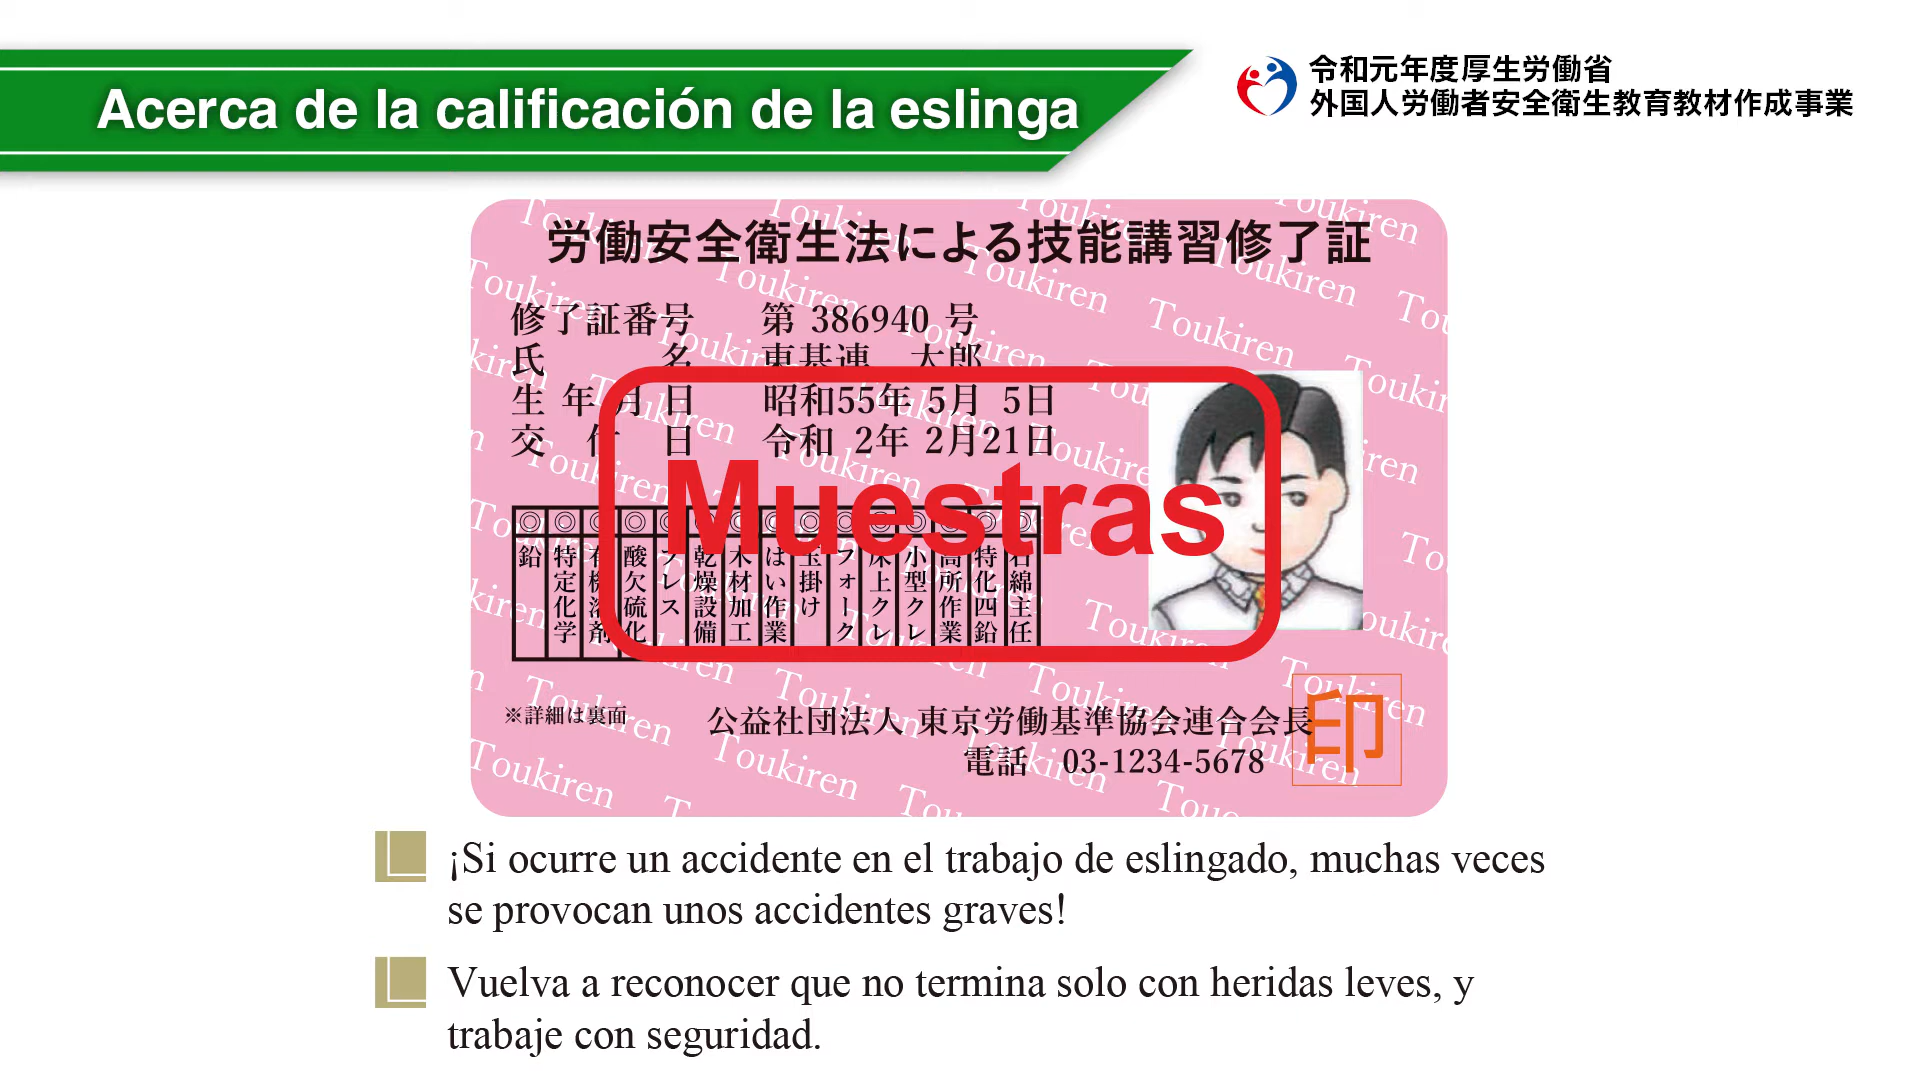 Acerca de la calificación de la eslinga
令和元年度厚生労働省
外国人労働者安全衛生教育教材作成事業
労働安全衛生法による技能講習修了証
修了証番号 第 386940 号
氏 名 東基連 太郎
生年月日 昭和55年 5月 5日
交付日 令和 2年 2月21日
Muestras
鉛
特定化学
有機溶剤
酸欠硫化
プレス
乾燥設備
木材加工
はい作業
玉掛け
フォーク
床上クレ
小型クレ
高所作業
特化四鉛
石綿主任
※詳細は裏面
公益社団法人 東京労働基準協会連合会長
印
電話 03-1234-5678
Toukiren
¡Si ocurre un accidente en el trabajo de eslingado, muchas veces
se provocan unos accidentes graves!
Vuelva a reconocer que no termina solo con heridas leves, y
trabaje con seguridad.